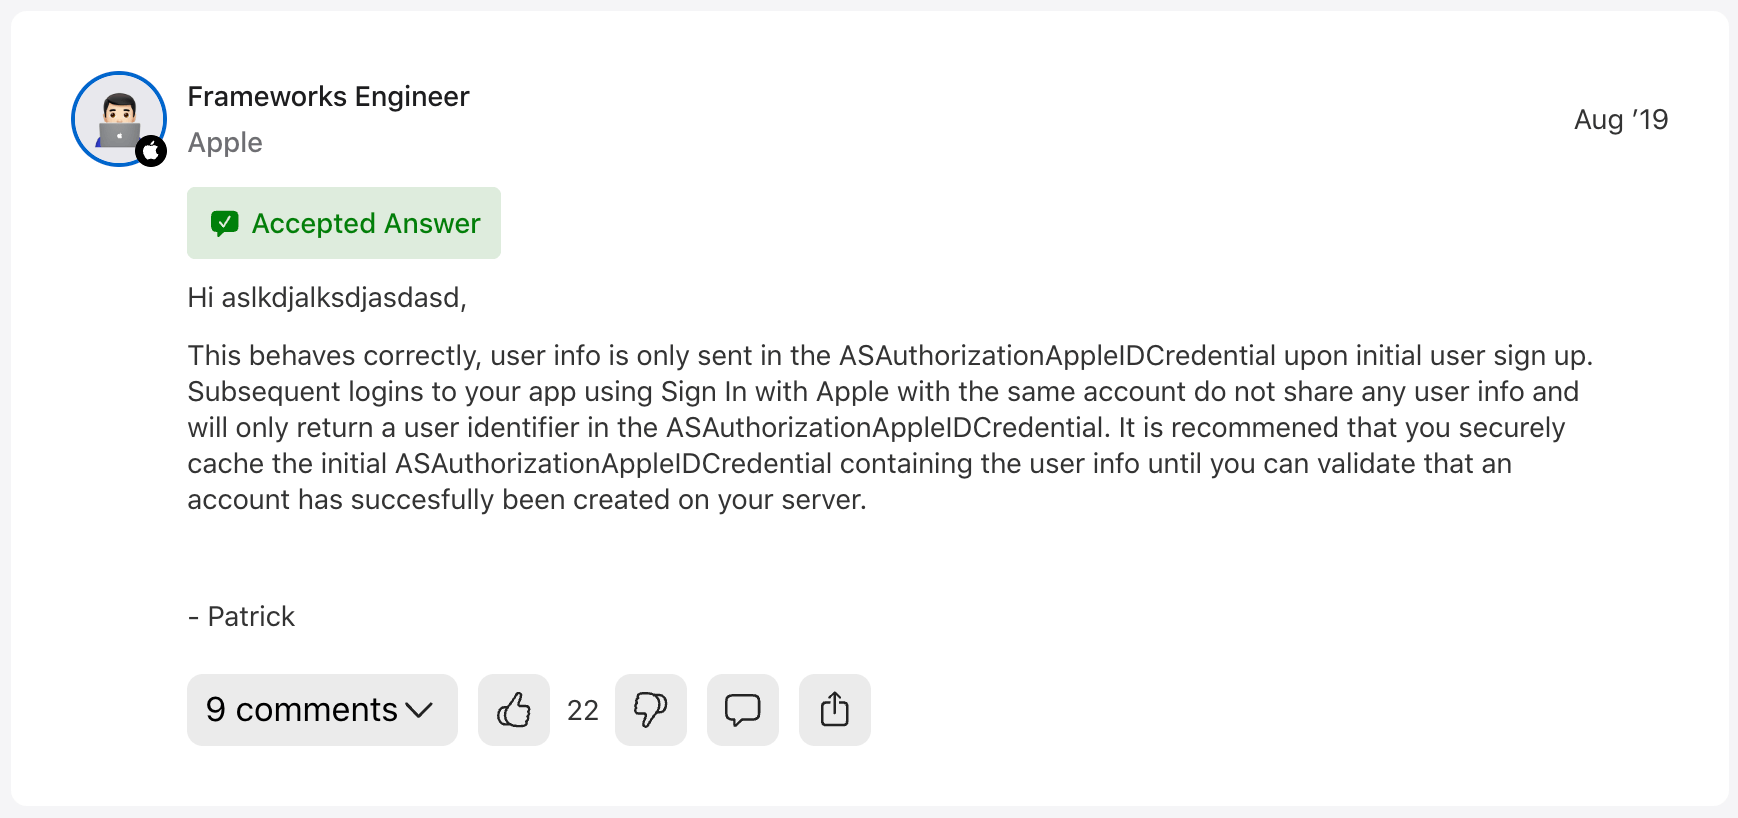 Frameworks Engineer
Apple
Aug ’19
Accepted Answer
Hi aslkdjalksdjasdasd,
This behaves correctly, user info is only sent in the ASAuthorizationAppleIDCredential upon initial user sign up.
Subsequent logins to your app using Sign In with Apple with the same account do not share any user info and
will only return a user identifier in the ASAuthorizationAppleIDCredential. It is recommened that you securely
cache the initial ASAuthorizationAppleIDCredential containing the user info until you can validate that an
account has succesfully been created on your server.
- Patrick
9 comments
22